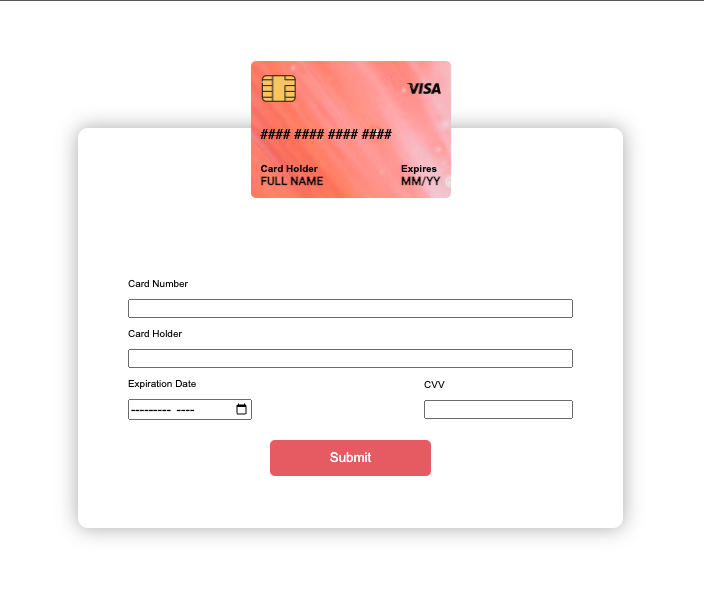 VISA
#### #### #### ####
Card Holder Expires
FULL NAME MM/YY
Card Number
Card Holder
Expiration Date CVV
--------- ----
Submit